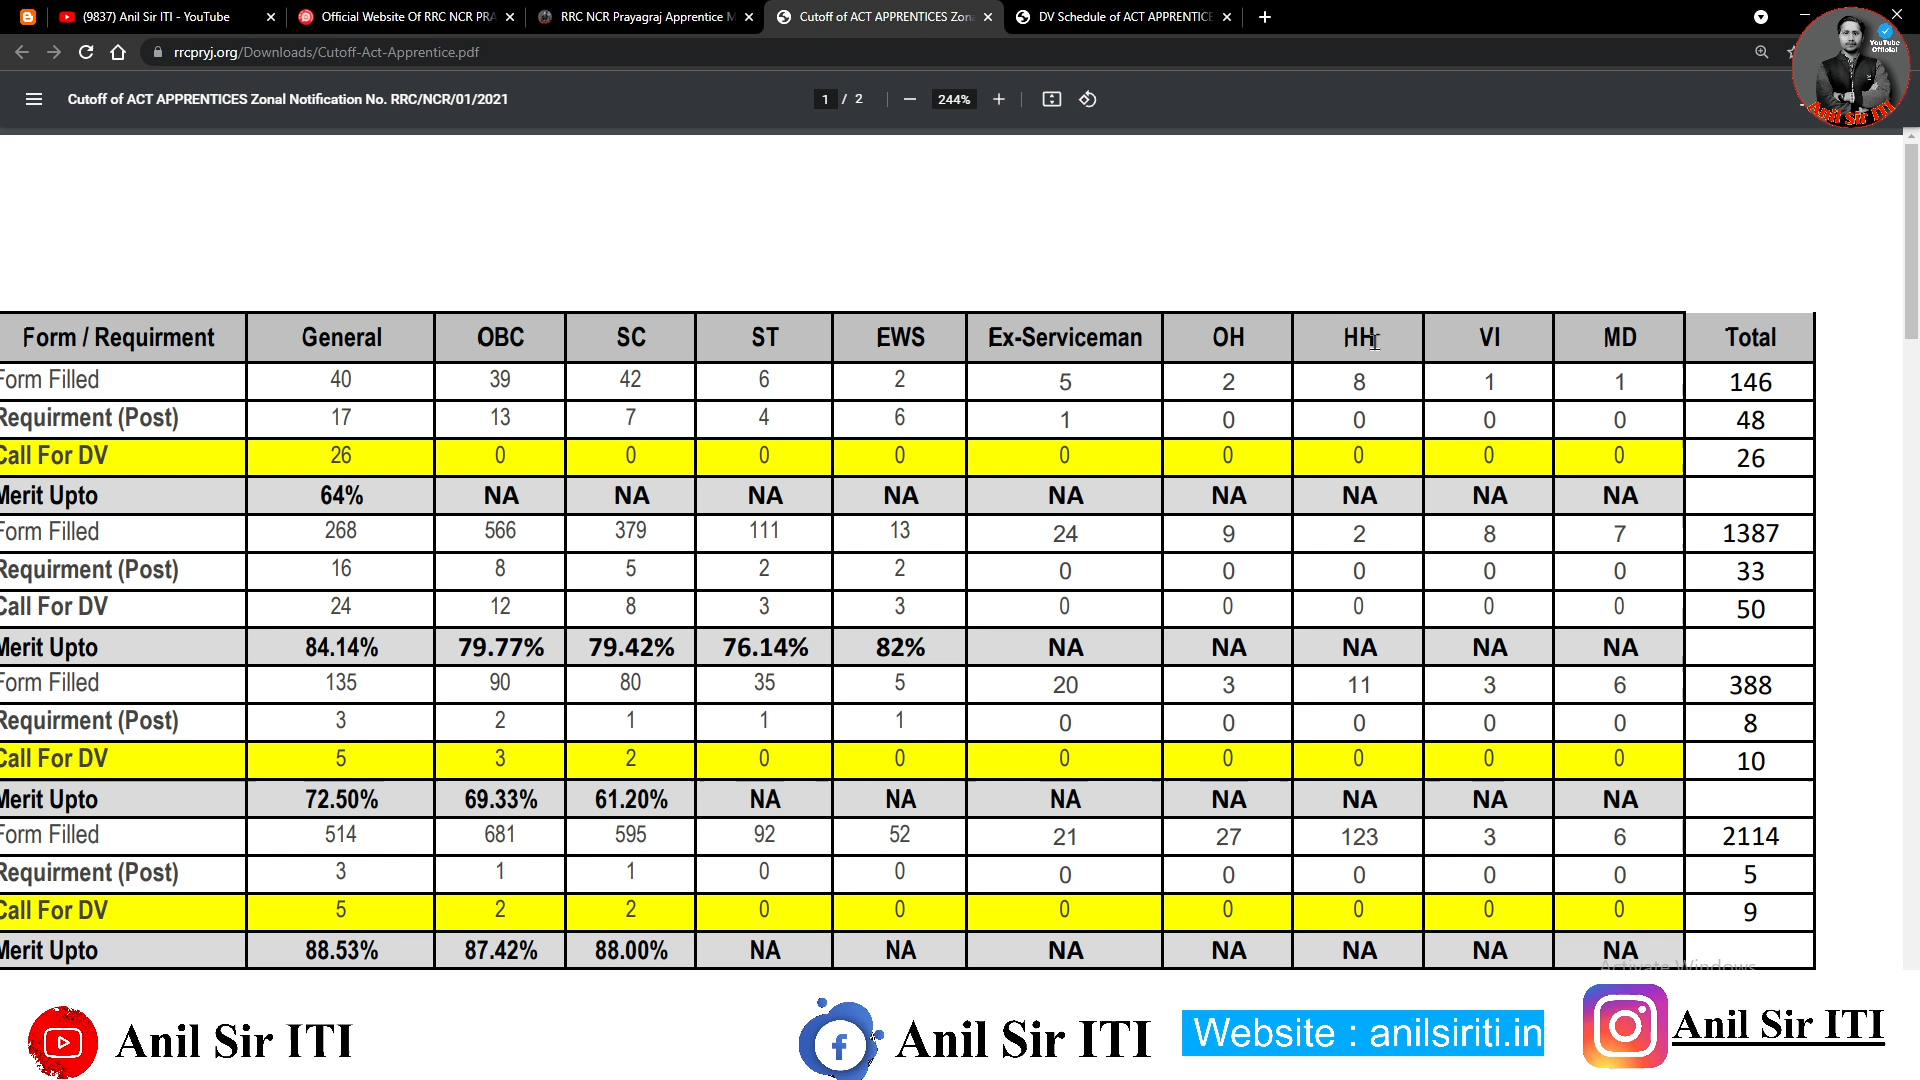 (9837) Anil Sir ITI - YouTube
Official Website Of RRC NCR PRA
RRC NCR Prayagraj Apprentice M
Cutoff of ACT APPRENTICES Zon
DV Schedule of ACT APPRENTICE
rrcpryj.org/Downloads/Cutoff-Act-Apprentice.pdf
YouTube
Official
Anil Sir ITI
Cutoff of ACT APPRENTICES Zonal Notification No. RRC/NCR/01/2021
1 / 2
244%
Form / Requirment General OBC SC ST EWS Ex-Serviceman OH HH VI MD Total
Form Filled 40 39 42 6 2 5 2 8 1 1 146
Requirment (Post) 17 13 7 4 6 1 0 0 0 0 48
Call For DV 26 0 0 0 0 0 0 0 0 0 26
Merit Upto 64% NA NA NA NA NA NA NA NA NA
Form Filled 268 566 379 111 13 24 9 2 8 7 1387
Requirment (Post) 16 8 5 2 2 0 0 0 0 0 33
Call For DV 24 12 8 3 3 0 0 0 0 0 50
Merit Upto 84.14% 79.77% 79.42% 76.14% 82% NA NA NA NA NA
Form Filled 135 90 80 35 5 20 3 11 3 6 388
Requirment (Post) 3 2 1 1 1 0 0 0 0 0 8
Call For DV 5 3 2 0 0 0 0 0 0 0 10
Merit Upto 72.50% 69.33% 61.20% NA NA NA NA NA NA NA
Form Filled 514 681 595 92 52 21 27 123 3 6 2114
Requirment (Post) 3 1 1 0 0 0 0 0 0 0 5
Call For DV 5 2 2 0 0 0 0 0 0 0 9
Merit Upto 88.53% 87.42% 88.00% NA NA NA NA NA NA NA
Activate Windows
Anil Sir ITI
Anil Sir ITI
Website : anilsiriti.in
Anil Sir ITI